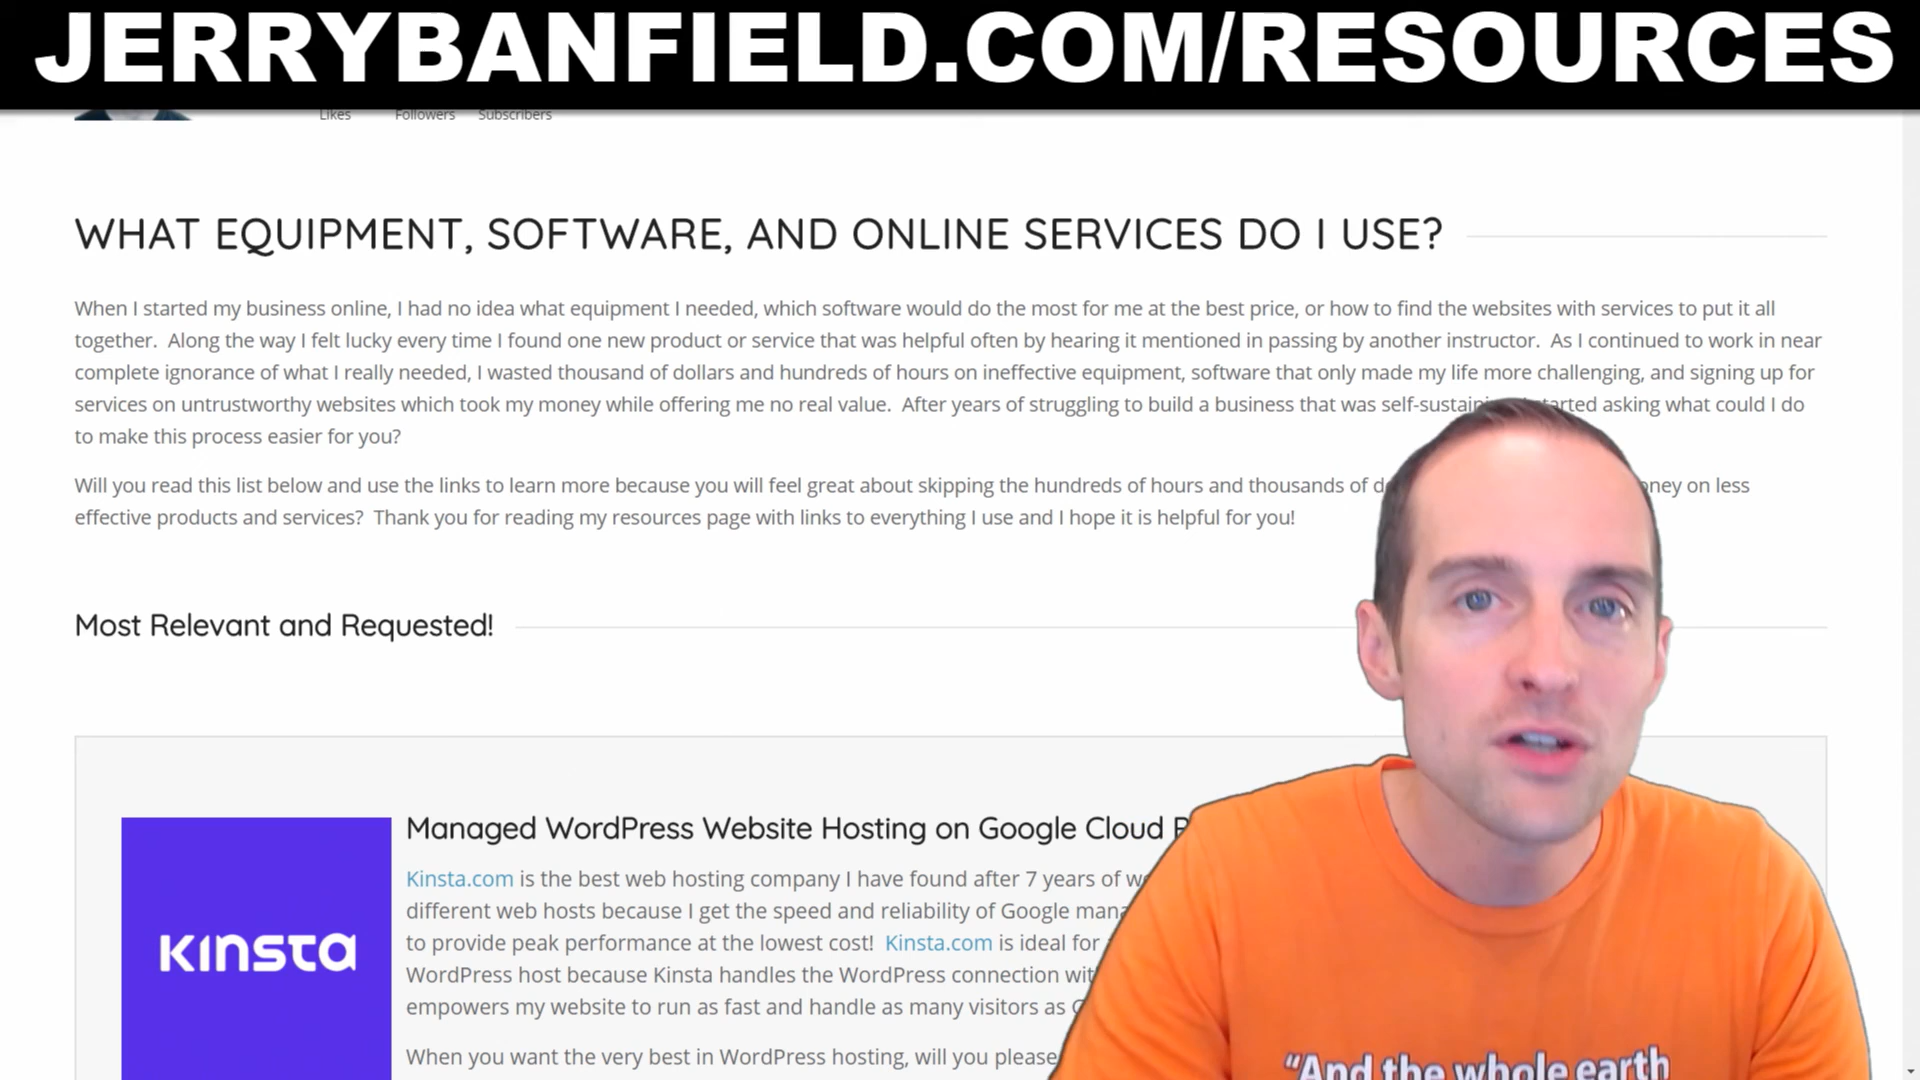 JERRYBANFIELD.COM/RESOURCES
Likes Followers Subscribers
WHAT EQUIPMENT, SOFTWARE, AND ONLINE SERVICES DO I USE?
When I started my business online, I had no idea what equipment I needed, which software would do the most for me at the best price, or how to find the websites with services to put it all
together. Along the way I felt lucky every time I found one new product or service that was helpful often by hearing it mentioned in passing by another instructor. As I continued to work in near
complete ignorance of what I really needed, I wasted thousand of dollars and hundreds of hours on ineffective equipment, software that only made my life more challenging, and signing up for
services on untrustworthy websites which took my money while offering me no real value. After years of struggling to build a business that was asking what could I do
to make this process easier for you?
Will you read this list below and use the links to learn more because you will feel great about skipping the hundreds of hours and thousands of on less
effective products and services? Thank you for reading my resources page with links to everything I use and I hope it is helpful for you!
Most Relevant and Requested!
Managed WordPress Website Hosting on Google Cloud
Kinsta.com is the best web hosting company I have found after 7 years of
different web hosts because I get the speed and reliability of Google
KINSTA
to provide peak performance at the lowest cost! Kinsta.com is ideal for
WordPress host because Kinsta handles the WordPress connection
empowers my website to run as fast and handle as many visitors as
When you want the very best in WordPress hosting, will you please
"And the whole earth